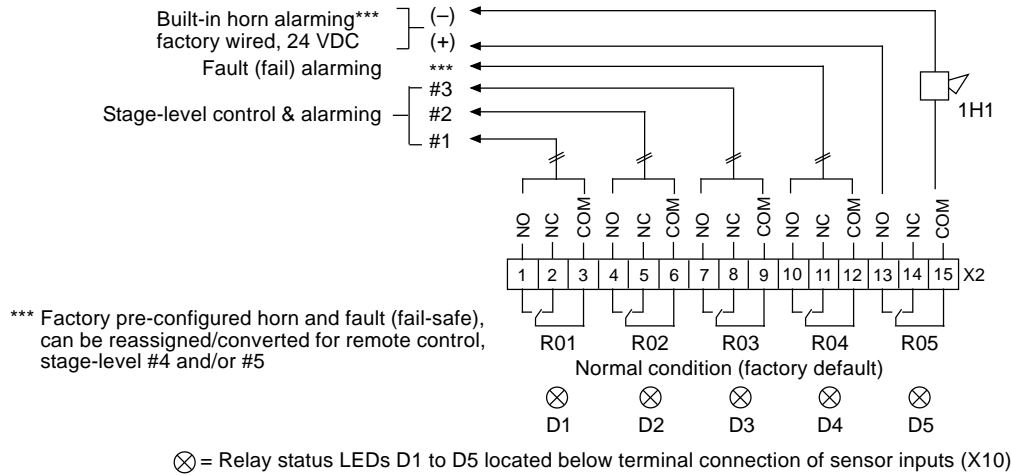 Built-in horn alarming***
factory wired, 24 VDC
(–)
(+)
Fault (fail) alarming
***
#3
Stage-level control & alarming
#2
#1
1H1
NO NC COM NO NC COM NO NC COM NO NC COM NO NC COM
1 2 3 4 5 6 7 8 9 10 11 12 13 14 15 X2
*** Factory pre-configured horn and fault (fail-safe),
can be reassigned/converted for remote control,
stage-level #4 and/or #5
R01 R02 R03 R04 R05
Normal condition (factory default)
D1 D2 D3 D4 D5
= Relay status LEDs D1 to D5 located below terminal connection of sensor inputs (X10)